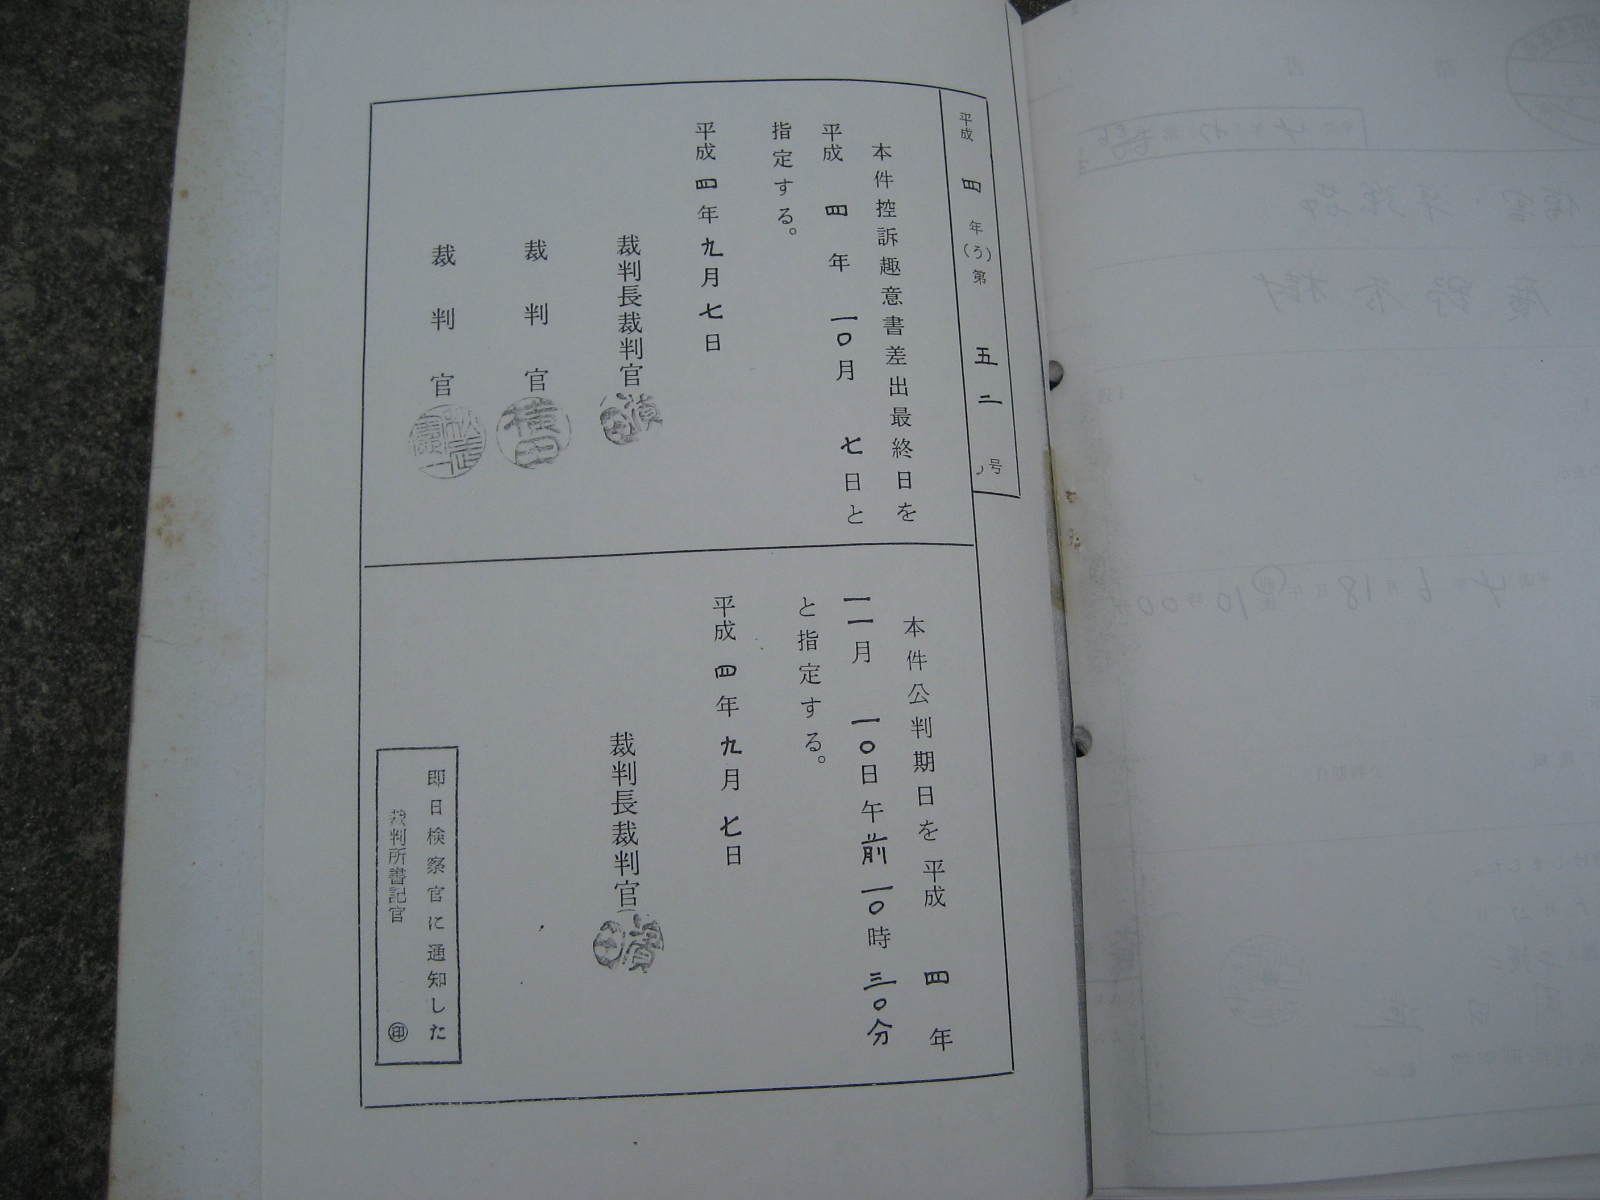 平成四年(う)第五二号
本件控訴趣意書差出最終日を
平成四年一〇月七日と
指定する。
平成四年九月七日
裁判長裁判官
裁判官 横田
裁判官
本件公判期日を平成四年
一一月一〇日午前一〇時三〇分
と指定する。
平成四年九月七日
裁判長裁判官
即日検察官に通知した
裁判所書記官 印